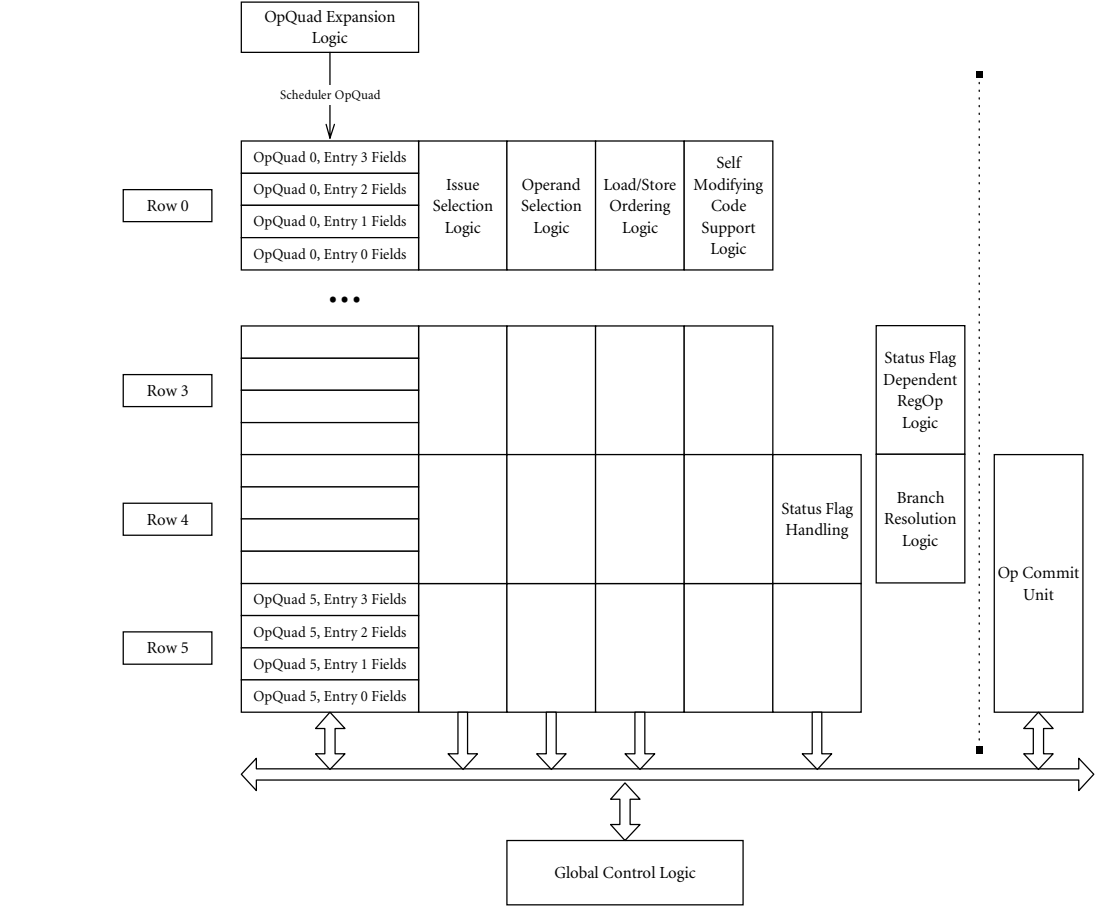 OpQuad Expansion
Logic
Scheduler OpQuad
Row 0
OpQuad 0, Entry 3 Fields
OpQuad 0, Entry 2 Fields
OpQuad 0, Entry 1 Fields
OpQuad 0, Entry 0 Fields
Issue
Selection
Logic
Operand
Selection
Logic
Load/Store
Ordering
Logic
Self
Modifying
Code
Support
Logic
•••
Row 3
Status Flag
Dependent
RegOp
Logic
Row 4
Status Flag
Handling
Branch
Resolution
Logic
Op Commit
Unit
Row 5
OpQuad 5, Entry 3 Fields
OpQuad 5, Entry 2 Fields
OpQuad 5, Entry 1 Fields
OpQuad 5, Entry 0 Fields
Global Control Logic